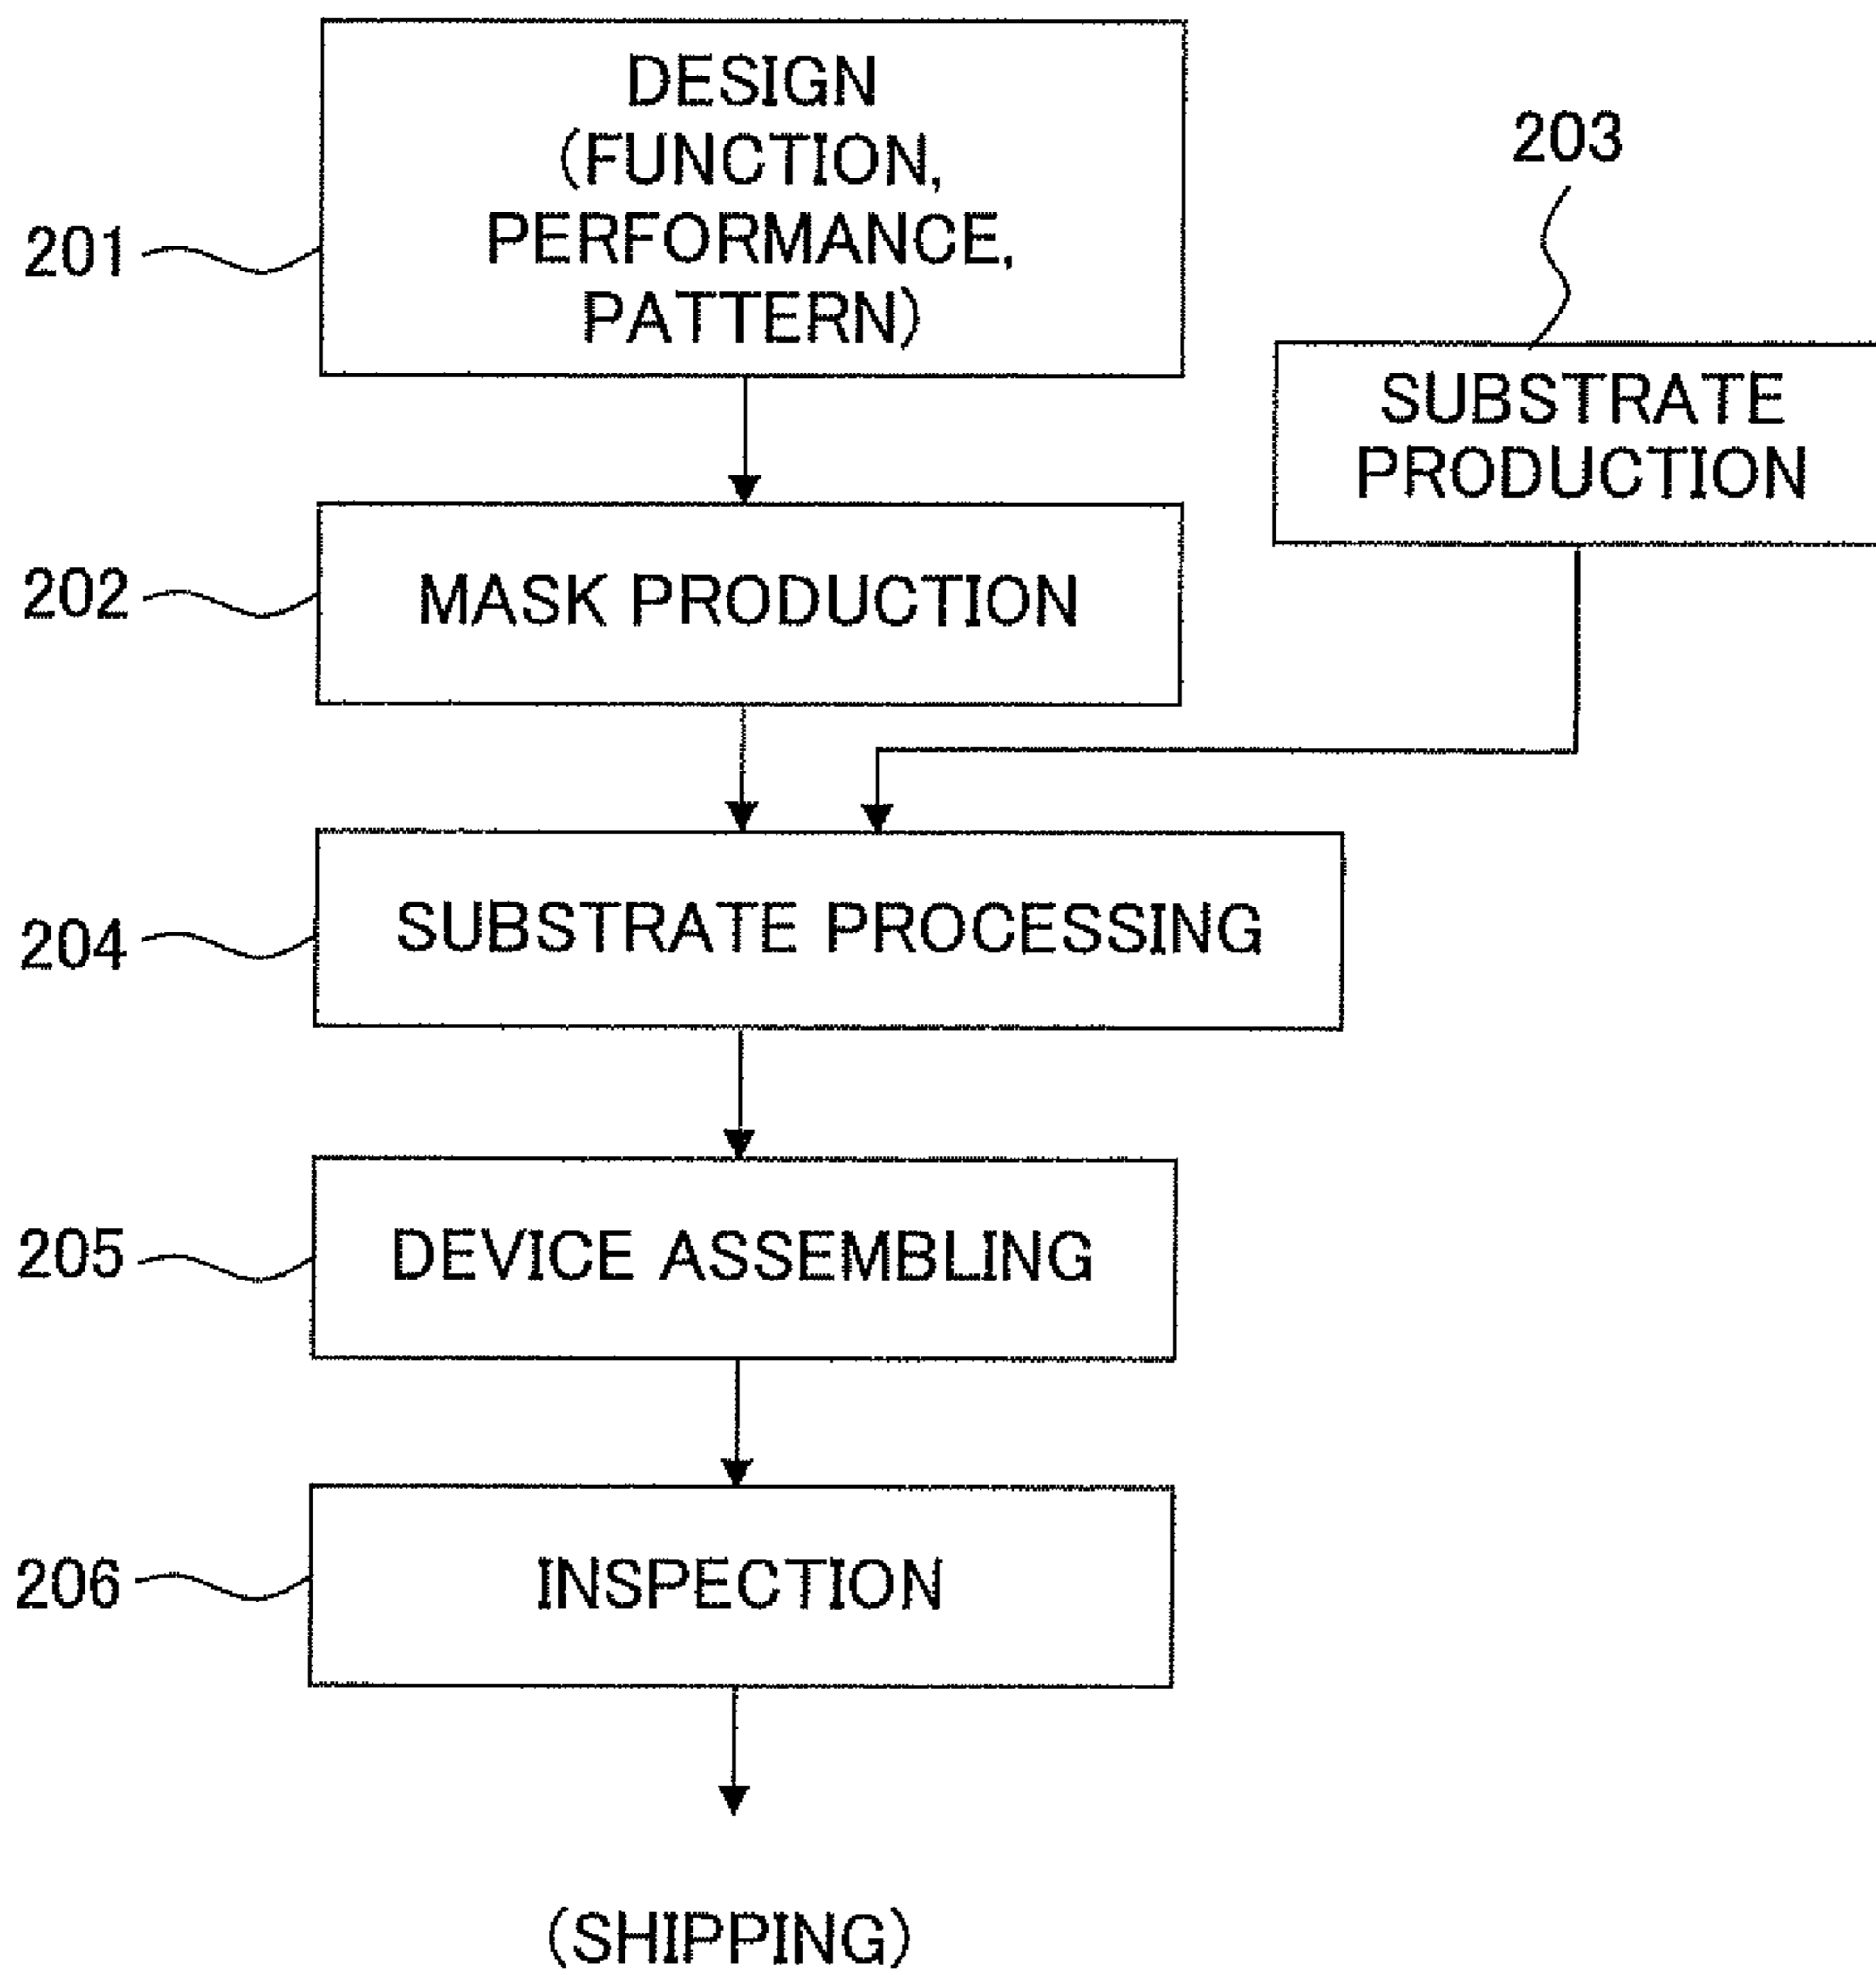 DESIGN
(FUNCTION,
PERFORMANCE,
PATTERN)
201
203
SUBSTRATE
PRODUCTION
202
MASK PRODUCTION
204
SUBSTRATE PROCESSING
205
DEVICE ASSEMBLING
206
INSPECTION
(SHIPPING)